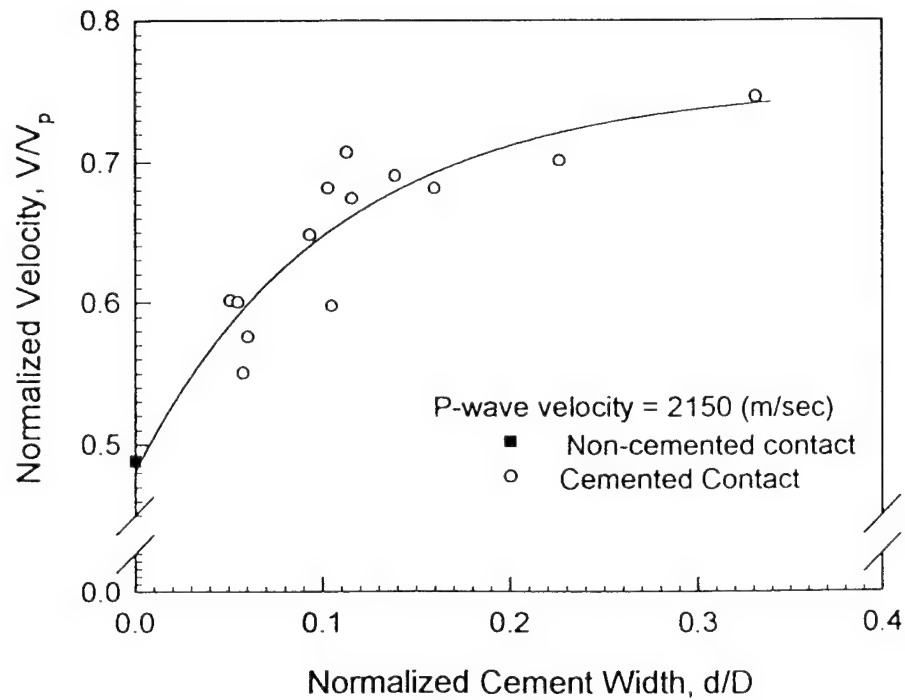 0.8
0.7
0.6
0.5
0.0
Normalized Velocity, V/Vp
P-wave velocity = 2150 (m/sec)
Non-cemented contact
Cemented Contact
0.0 0.1 0.2 0.3 0.4
Normalized Cement Width, d/D